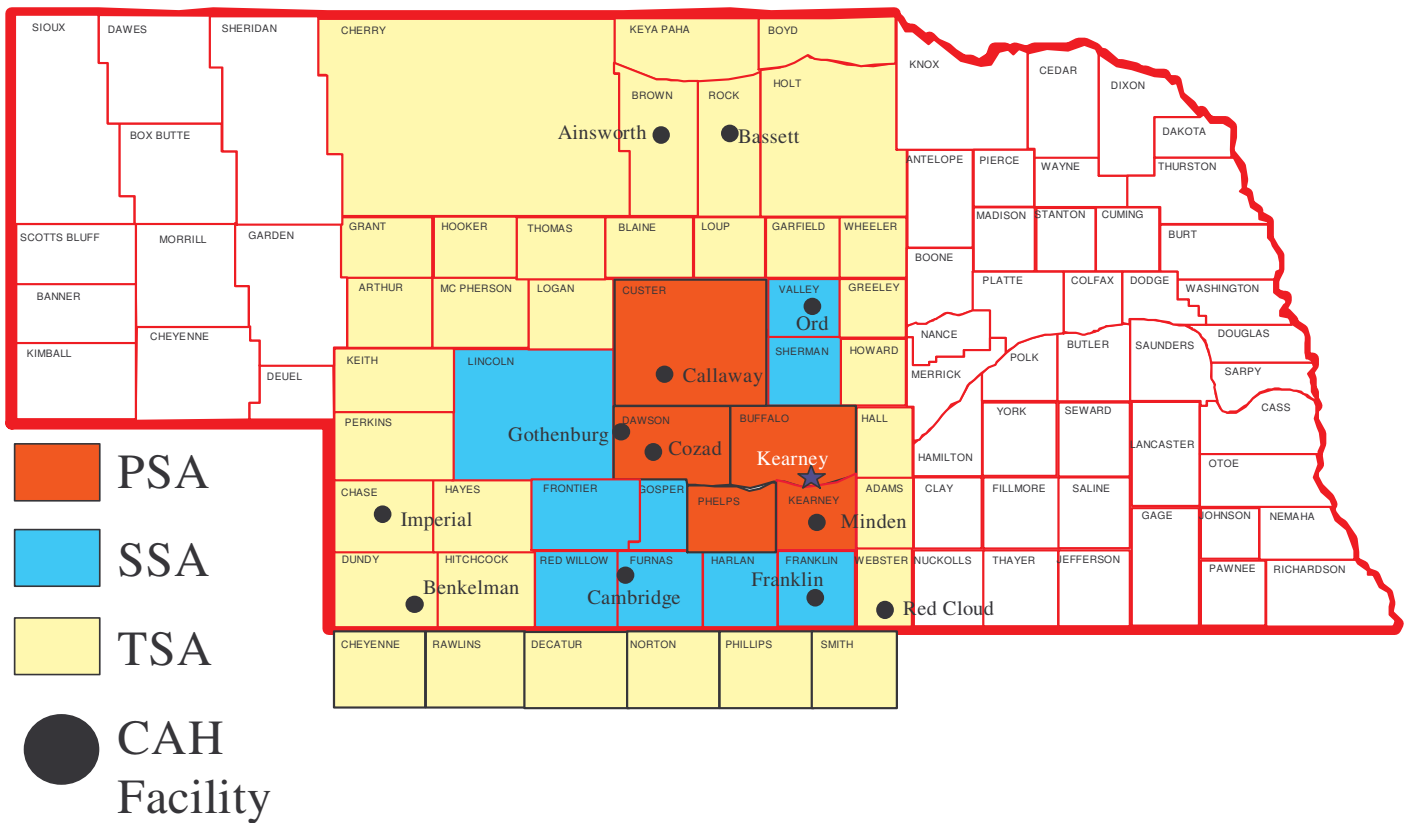 SIOUX
DAWES
SHERIDAN
CHERRY
KEYA PAHA
BOYD
KNOX
CEDAR
DIXON
BOX BUTTE
BROWN
ROCK
HOLT
DAKOTA
Ainsworth
Bassett
ANTELOPE
PIERCE
WAYNE
THURSTON
SCOTTS BLUFF
MORRILL
GARDEN
GRANT
HOOKER
THOMAS
BLAINE
LOUP
GARFIELD
WHEELER
MADISON
STANTON
CUMING
BURT
BOONE
BANNER
ARTHUR
MC PHERSON
LOGAN
CUSTER
VALLEY
GREELEY
PLATTE
COLFAX
DODGE
WASHINGTON
Ord
CHEYENNE
NANCE
DOUGLAS
KIMBALL
KEITH
LINCOLN
SHERMAN
HOWARD
POLK
BUTLER
SAUNDERS
SARPY
DEUEL
Callaway
MERRICK
CASS
PERKINS
DAWSON
BUFFALO
HALL
YORK
SEWARD
Gothenburg
Cozad
Kearney
HAMILTON
LANCASTER
OTOE
PSA
CHASE
HAYES
FRONTIER
GOSPER
PHELPS
KEARNEY
ADAMS
CLAY
FILLMORE
SALINE
Imperial
Minden
GAGE
JOHNSON
NEMAHA
SSA
DUNDY
HITCHCOCK
RED WILLOW
FURNAS
HARLAN
FRANKLIN
WEBSTER
NUCKOLLS
THAYER
JEFFERSON
PAWNEE
RICHARDSON
Benkelman
Cambridge
Franklin
Red Cloud
TSA
CHEYENNE
RAWLINS
DECATUR
NORTON
PHILLIPS
SMITH
CAH
Facility